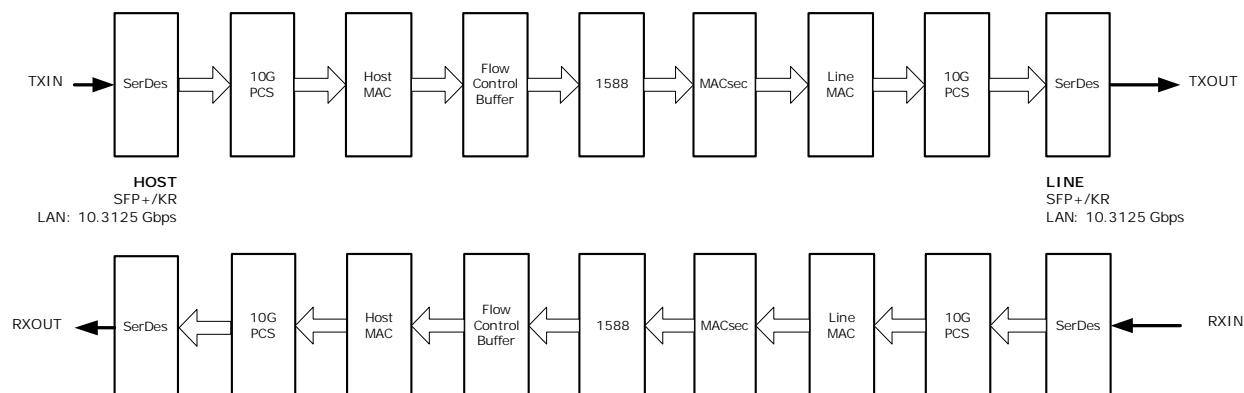 TXIN
SerDes
10G
PCS
Host
MAC
Flow
Control
Buffer
1588
MACsec
Line
MAC
10G
PCS
SerDes
TXOUT
HOST
SFP+/KR
LAN: 10.3125 Gbps
LINE
SFP+/KR
LAN: 10.3125 Gbps
RXOUT
SerDes
10G
PCS
Host
MAC
Flow
Control
Buffer
1588
MACsec
Line
MAC
10G
PCS
SerDes
RXIN